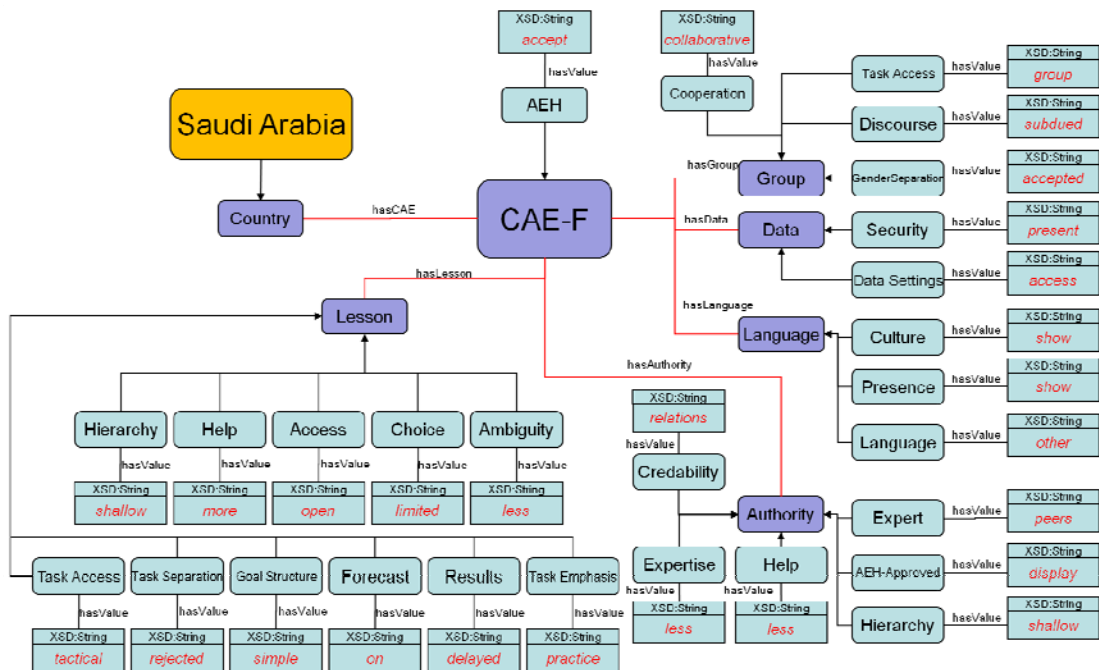 XSD:String
accept
hasValue
AEH
XSD:String
collaborative
hasValue
Cooperation
Task Access
hasValue
XSD:String
group
Discourse
hasValue
XSD:String
subdued
GenderSeparation
hasValue
XSD:String
accepted
Saudi Arabia
Country
hasCAE
CAE-F
hasGroup
Group
hasData
Data
Security
hasValue
XSD:String
present
Data Settings
hasValue
XSD:String
access
hasLanguage
Language
Culture
hasValue
XSD:String
show
Presence
hasValue
XSD:String
show
Language
hasValue
XSD:String
other
hasLesson
Lesson
hasAuthority
Hierarchy
Help
Access
Choice
Ambiguity
hasValue
hasValue
hasValue
hasValue
hasValue
XSD:String
XSD:String
XSD:String
XSD:String
XSD:String
shallow
more
open
limited
less
Task Access
Task Separation
Goal Structure
Forecast
Results
Task Emphasis
hasValue
hasValue
hasValue
hasValue
hasValue
hasValue
XSD:String
XSD:String
XSD:String
XSD:String
XSD:String
XSD:String
tactical
rejected
simple
on
delayed
practice
XSD:String
relations
hasValue
Credability
Authority
Expertise
hasValue
XSD:String
less
Help
hasValue
XSD:String
less
Expert
hasValue
XSD:String
peers
AEH-Approved
hasValue
XSD:String
display
Hierarchy
hasValue
XSD:String
shallow